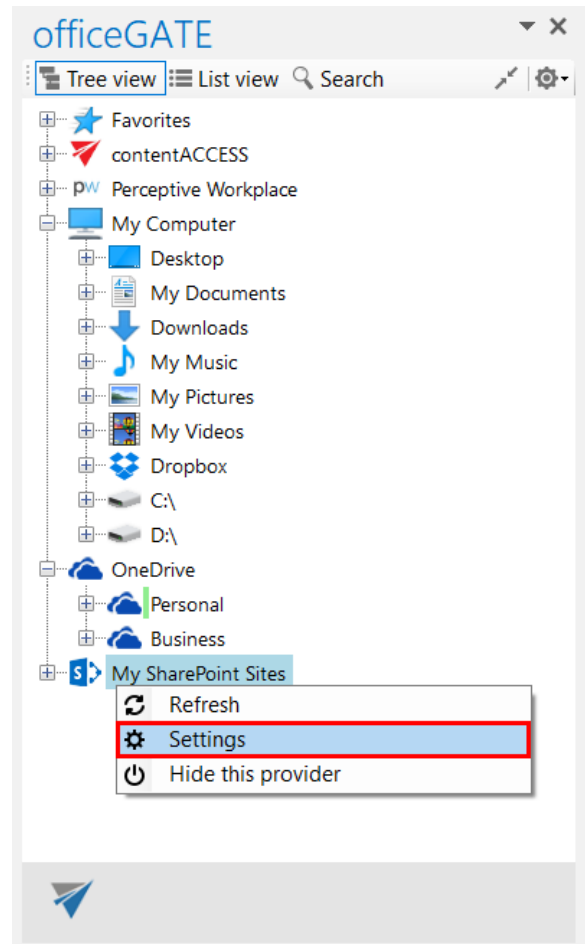 officeGATE
Tree view List view Search
Favorites
contentACCESS
pw Perceptive Workplace
My Computer
Desktop
My Documents
Downloads
My Music
My Pictures
My Videos
Dropbox
C:\
D:\
OneDrive
Personal
Business
S My SharePoint Sites
Refresh
Settings
Hide this provider